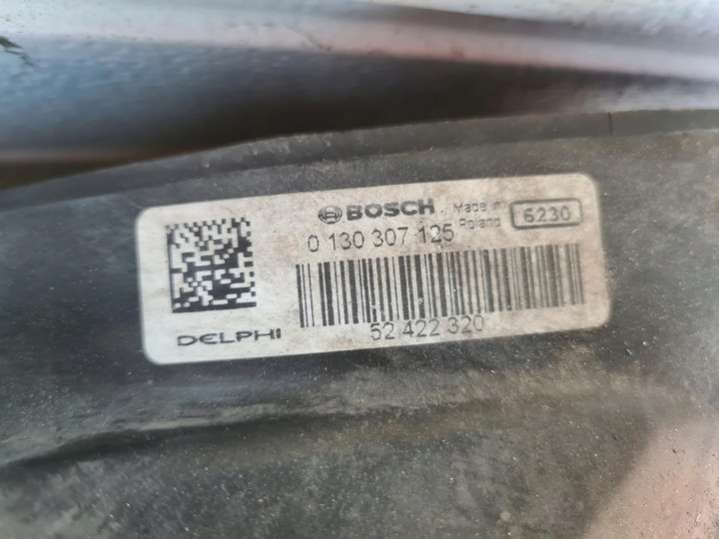 BOSCH Made in 6230
0 130 307 125 Poland
DELPHI 52 422 320